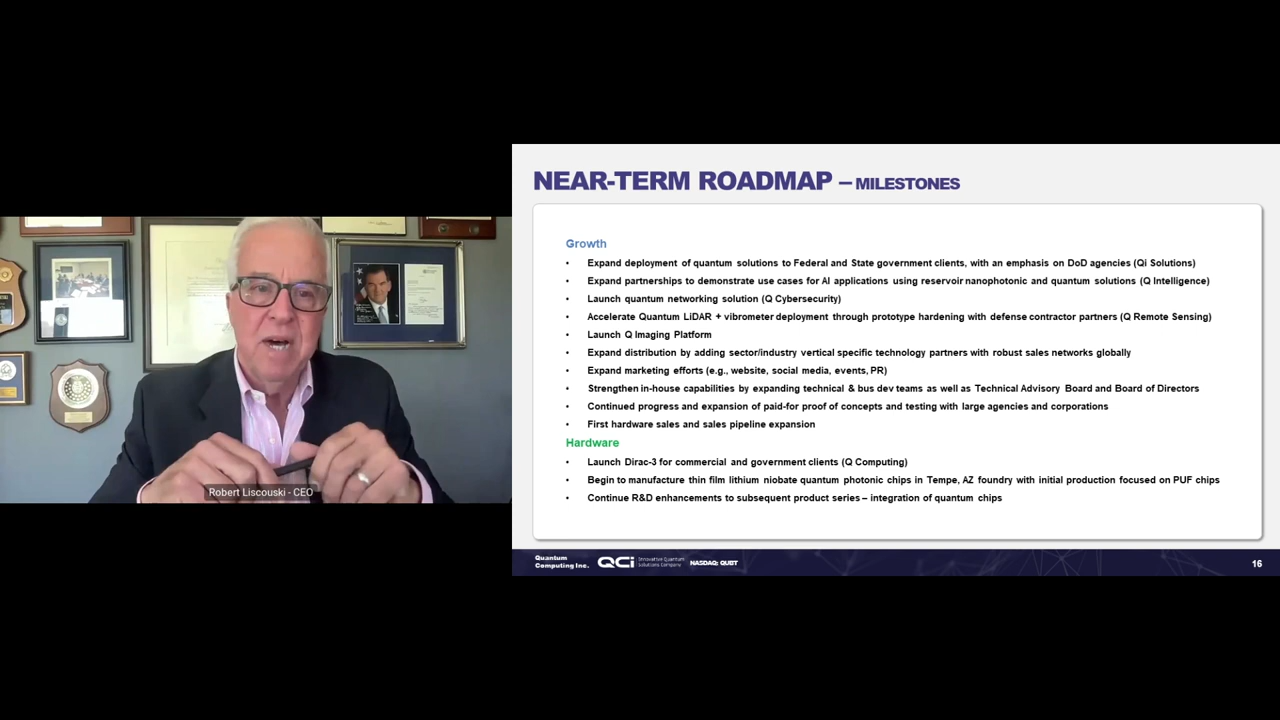 Robert Liscouski - CEO
NEAR-TERM ROADMAP – MILESTONES
Growth
• Expand deployment of quantum solutions to Federal and State government clients, with an emphasis on DoD agencies (Qi Solutions)
• Expand partnerships to demonstrate use cases for AI applications using reservoir nanophotonic and quantum solutions (Q Intelligence)
• Launch quantum networking solution (Q Cybersecurity)
• Accelerate Quantum LiDAR + vibrometer deployment through prototype hardening with defense contractor partners (Q Remote Sensing)
• Launch Q Imaging Platform
• Expand distribution by adding sector/industry vertical specific technology partners with robust sales networks globally
• Expand marketing efforts (e.g., website, social media, events, PR)
• Strengthen in-house capabilities by expanding technical & bus dev teams as well as Technical Advisory Board and Board of Directors
• Continued progress and expansion of paid-for proof of concepts and testing with large agencies and corporations
• First hardware sales and sales pipeline expansion
Hardware
• Launch Dirac-3 for commercial and government clients (Q Computing)
• Begin to manufacture thin film lithium niobate quantum photonic chips in Tempe, AZ foundry with initial production focused on PUF chips
• Continue R&D enhancements to subsequent product series – integration of quantum chips
Quantum
Computing Inc.
QCi
Innovative Quantum
Solutions Company
NASDAQ: QUBT
16